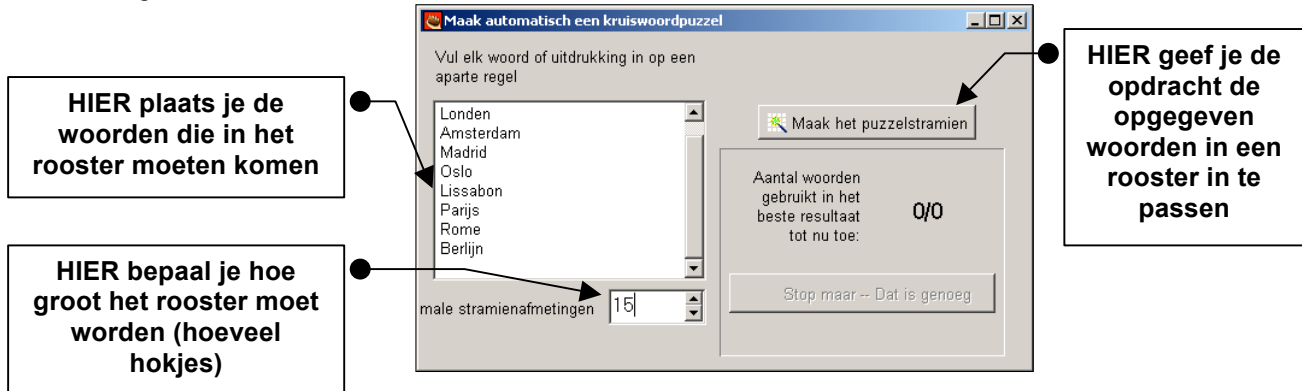 Maak automatisch een kruiswoordpuzzel
Vul elk woord of uitdrukking in op een
aparte regel
HIER plaats je de
woorden die in het
rooster moeten komen
Londen
Amsterdam
Madrid
Oslo
Lissabon
Parijs
Rome
Berlijn
HIER bepaal je hoe
groot het rooster moet
worden (hoeveel
hokjes)
male stramienafmetingen 15
Maak het puzzelstramien
Aantal woorden
gebruikt in het
beste resultaat
tot nu toe:
0/0
Stop maar -- Dat is genoeg
HIER geef je de
opdracht de
opgegeven
woorden in een
rooster in te
passen